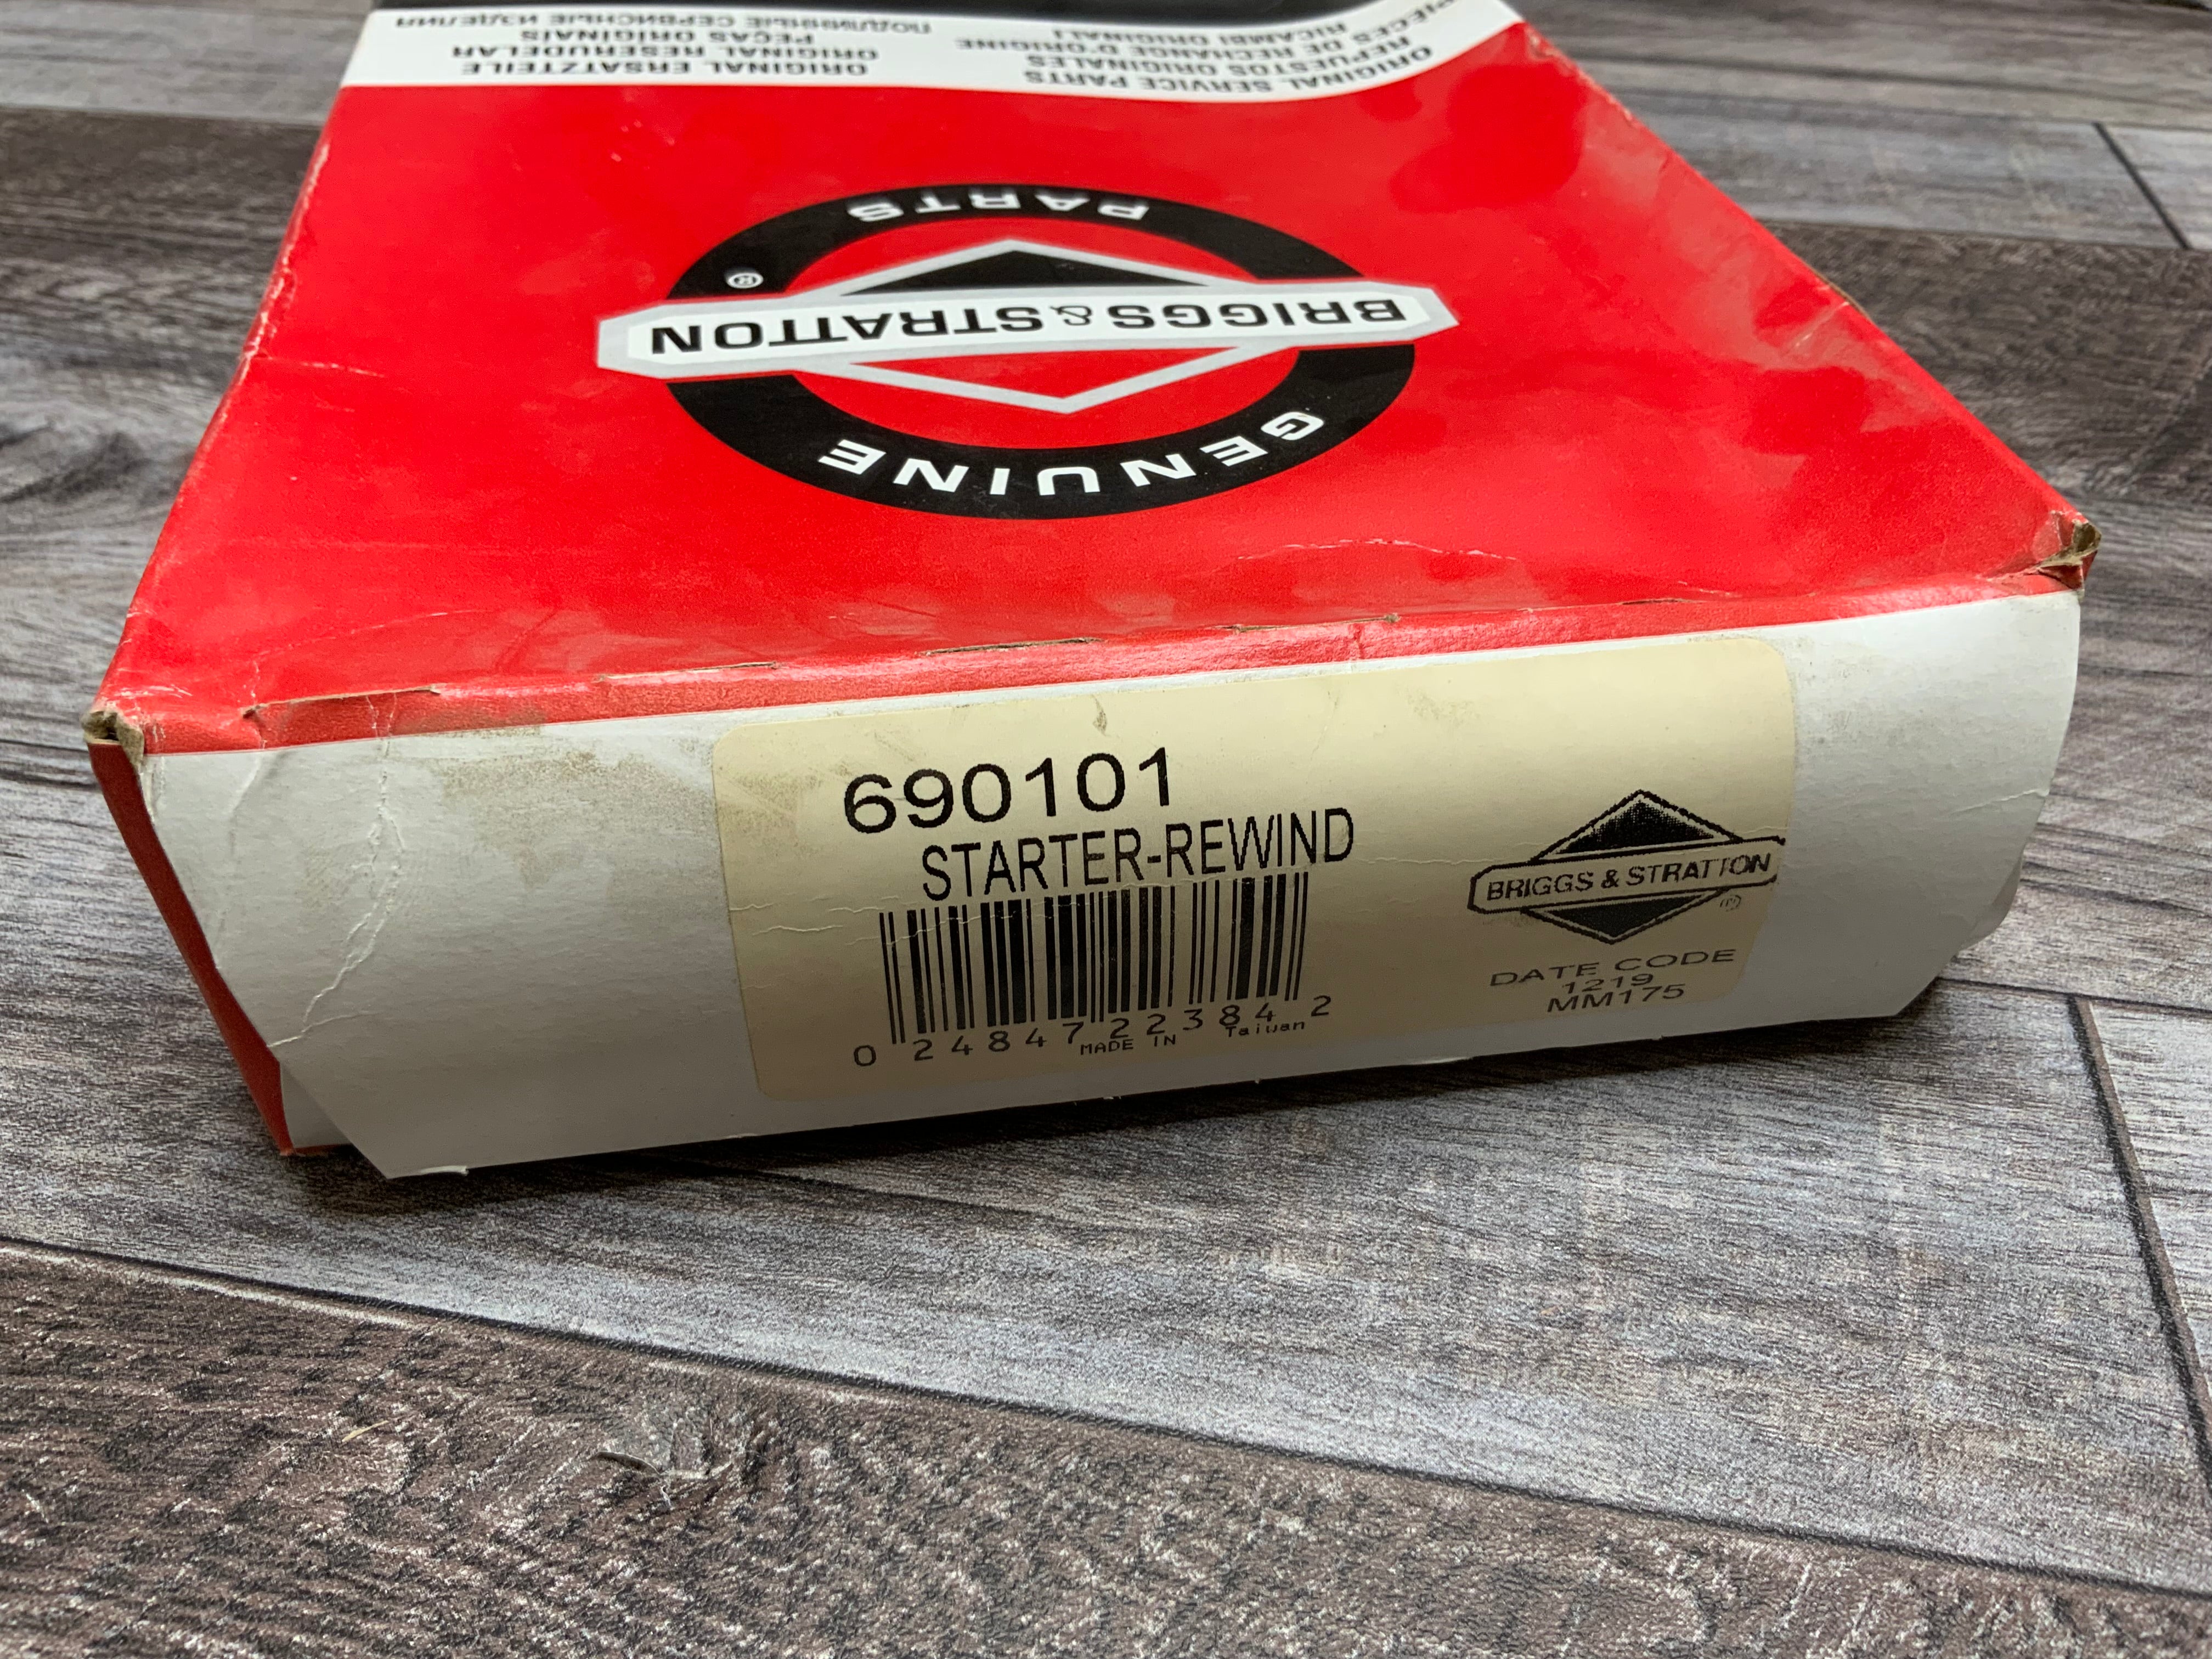 ORIGINAL SERVICE PARTS
REPUESTOS ORIGINALES
PIÈCES DE RECHANGE D'ORIGINE
RICAMBI ORIGINALI
ORIGINAL ERSATZTEILE
ORIGINAL RESERVDELAR
PEÇAS ORIGINAIS
ПОДЛИННЫЕ СЕРВИСНЫЕ ИЗДЕЛИЯ
GENUINE
BRIGGS & STRATTON
®
PARTS
690101
STARTER-REWIND
0 24847 22384 2
MADE IN Taiwan
BRIGGS & STRATTON
®
DATE CODE
1219
MM175